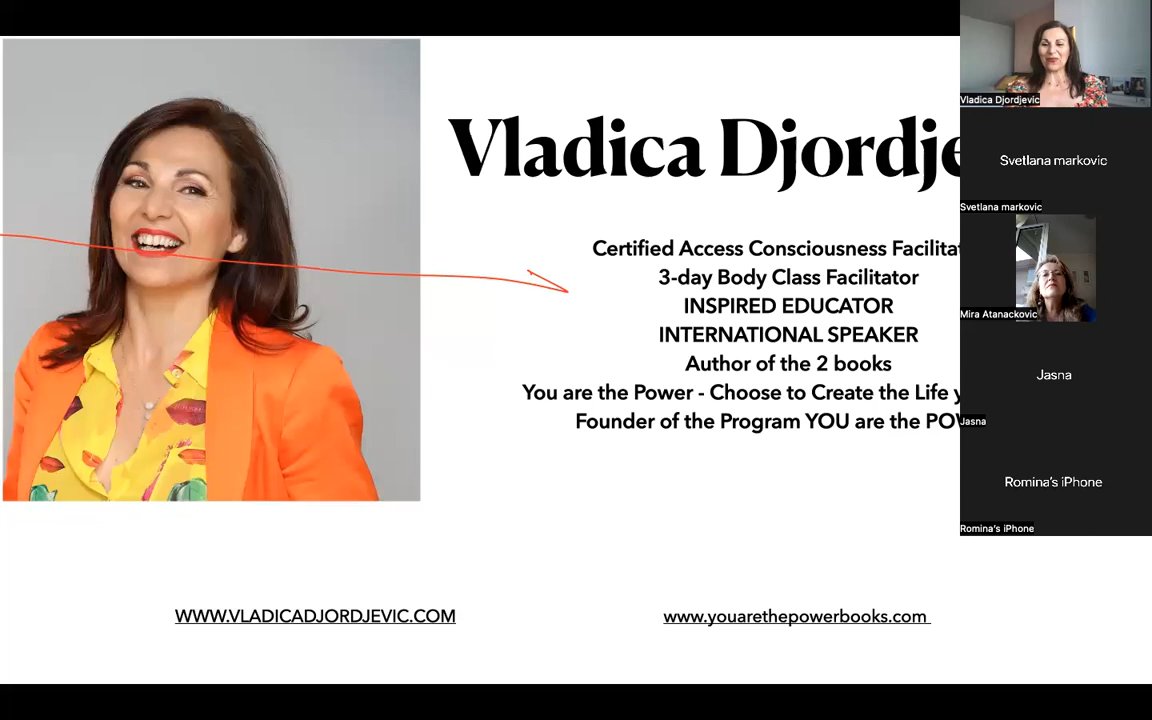 Vladica Djordje
Certified Access Consciousness Facilitat
3-day Body Class Facilitator
INSPIRED EDUCATOR
INTERNATIONAL SPEAKER
Author of the 2 books
You are the Power - Choose to Create the Life y
Founder of the Program YOU are the POW
WWW.VLADICADJORDJEVIC.COM
www.youarethepowerbooks.com
Vladica Djordjevic
Svetlana markovic
Svetlana markovic
Mira Atanackovic
Jasna
Jasna
Romina's iPhone
Romina's iPhone